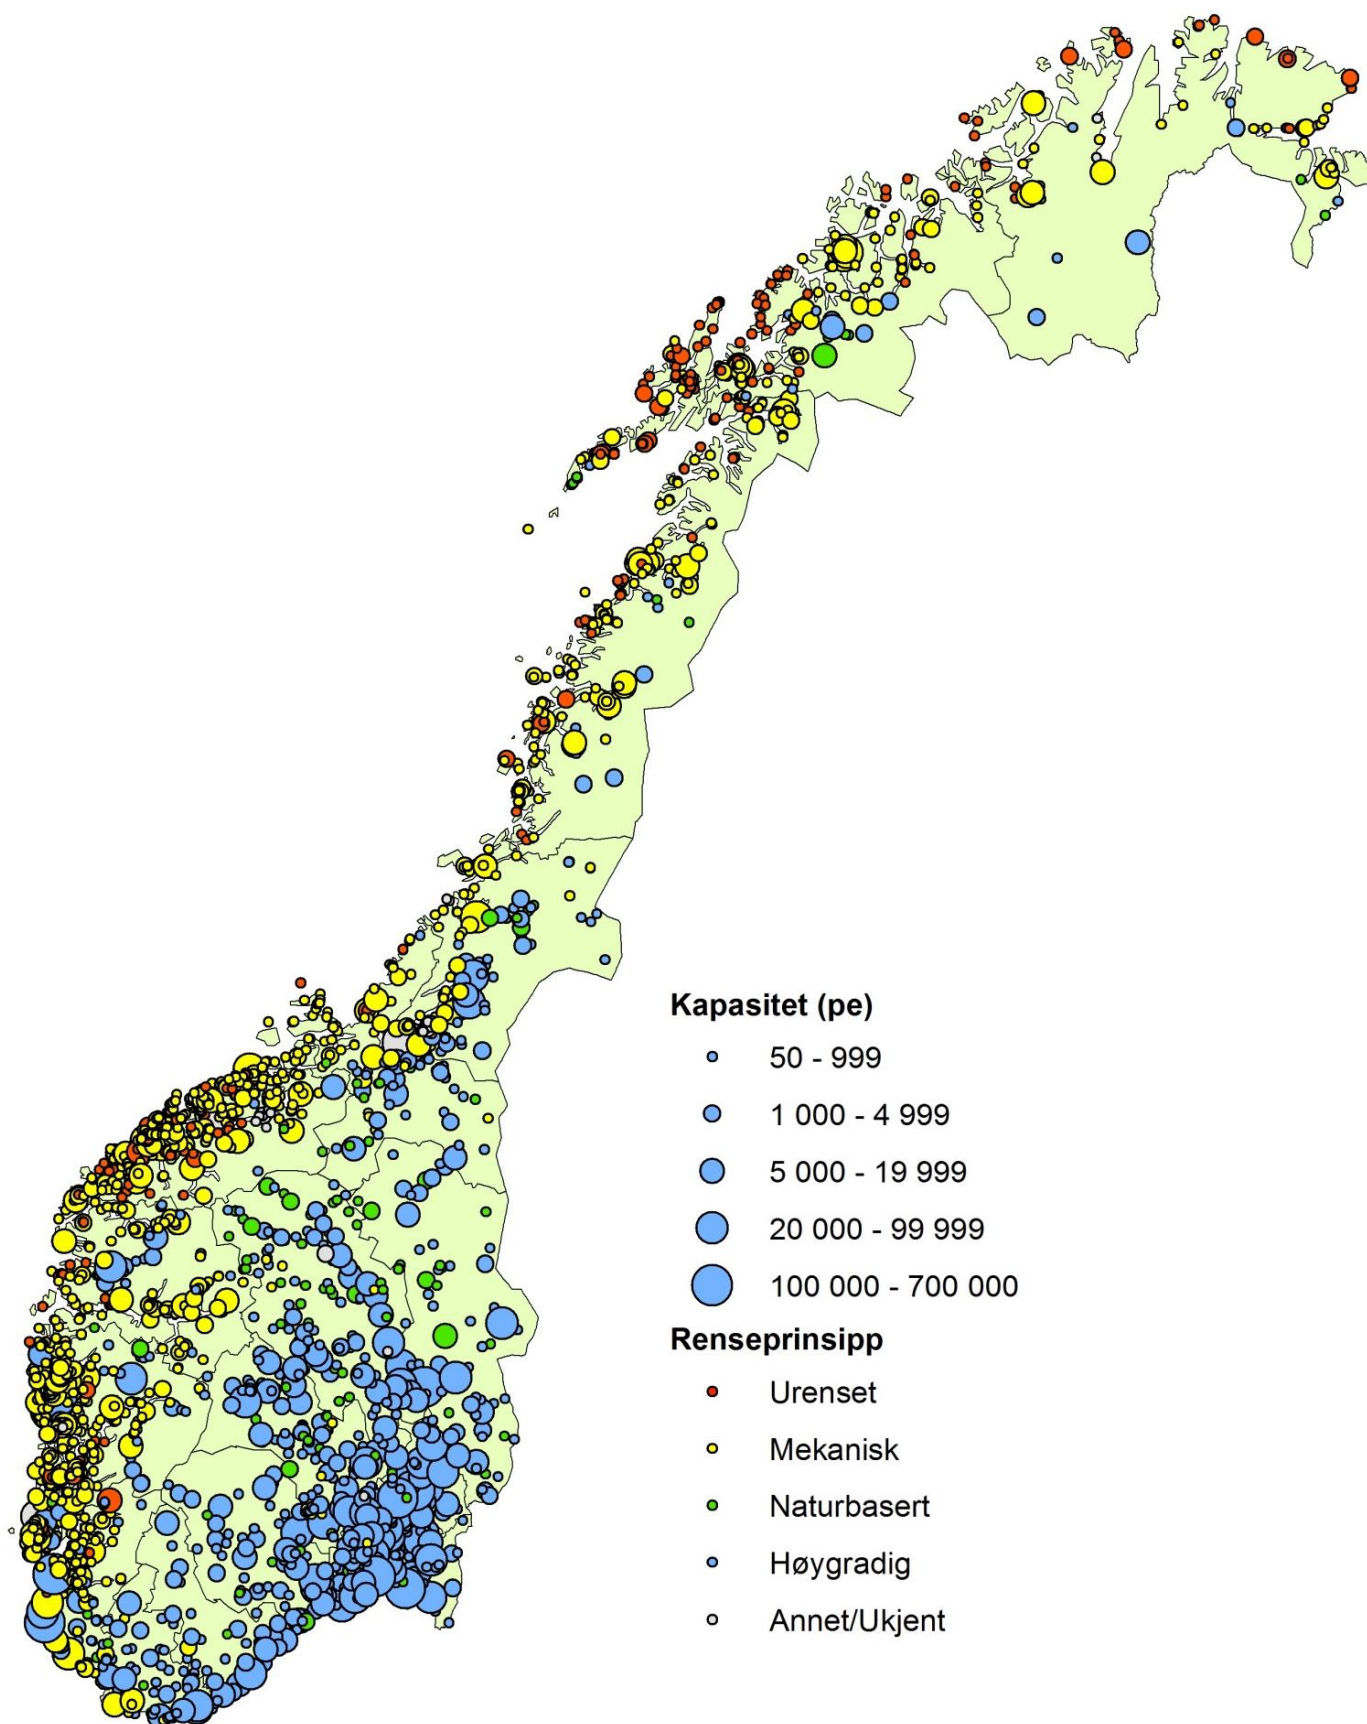 Kapasitet (pe)
50 - 999
1 000 - 4 999
5 000 - 19 999
20 000 - 99 999
100 000 - 700 000
Renseprinsipp
Urenset
Mekanisk
Naturbasert
Høygradig
Annet/Ukjent